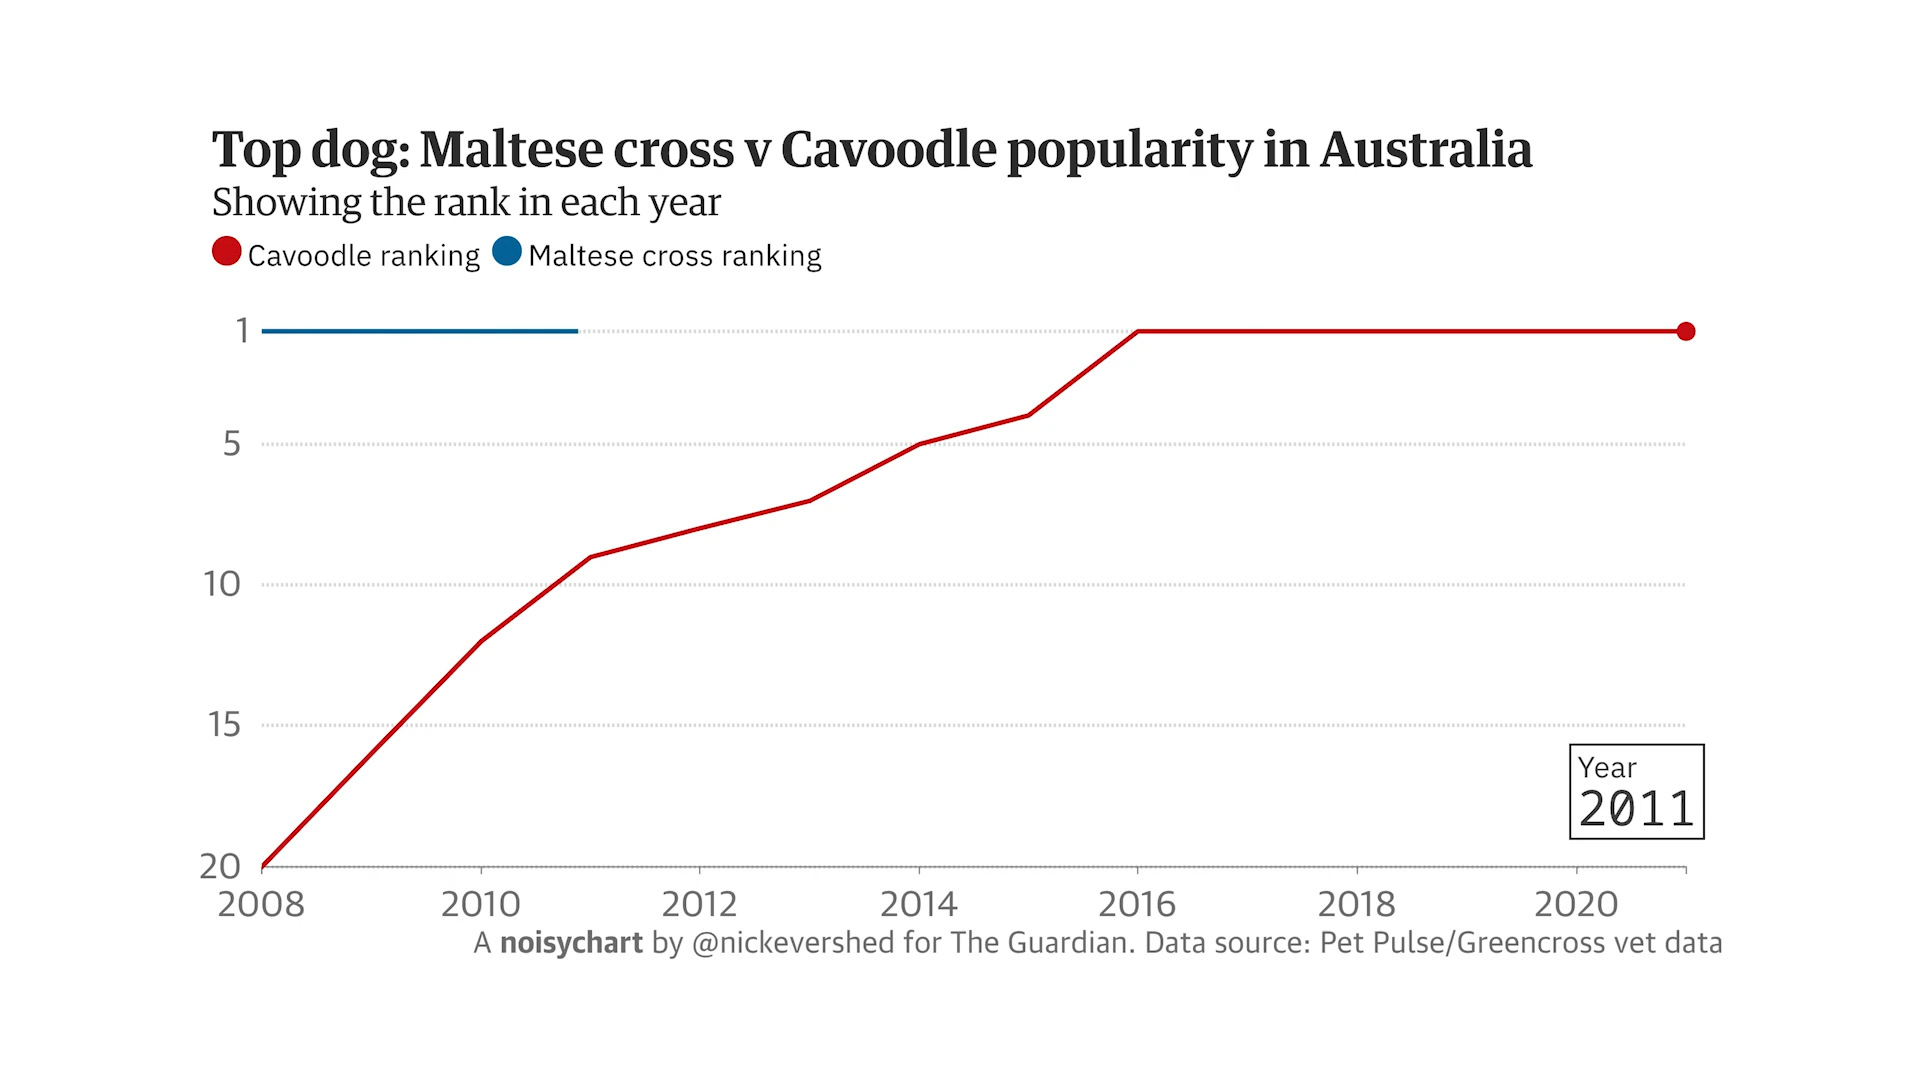 Top dog: Maltese cross v Cavoodle popularity in Australia
Showing the rank in each year
Cavoodle ranking Maltese cross ranking
1
5
10
15
20
Year
2011
2008 2010 2012 2014 2016 2018 2020
A noisychart by @nickevershed for The Guardian. Data source: Pet Pulse/Greencross vet data